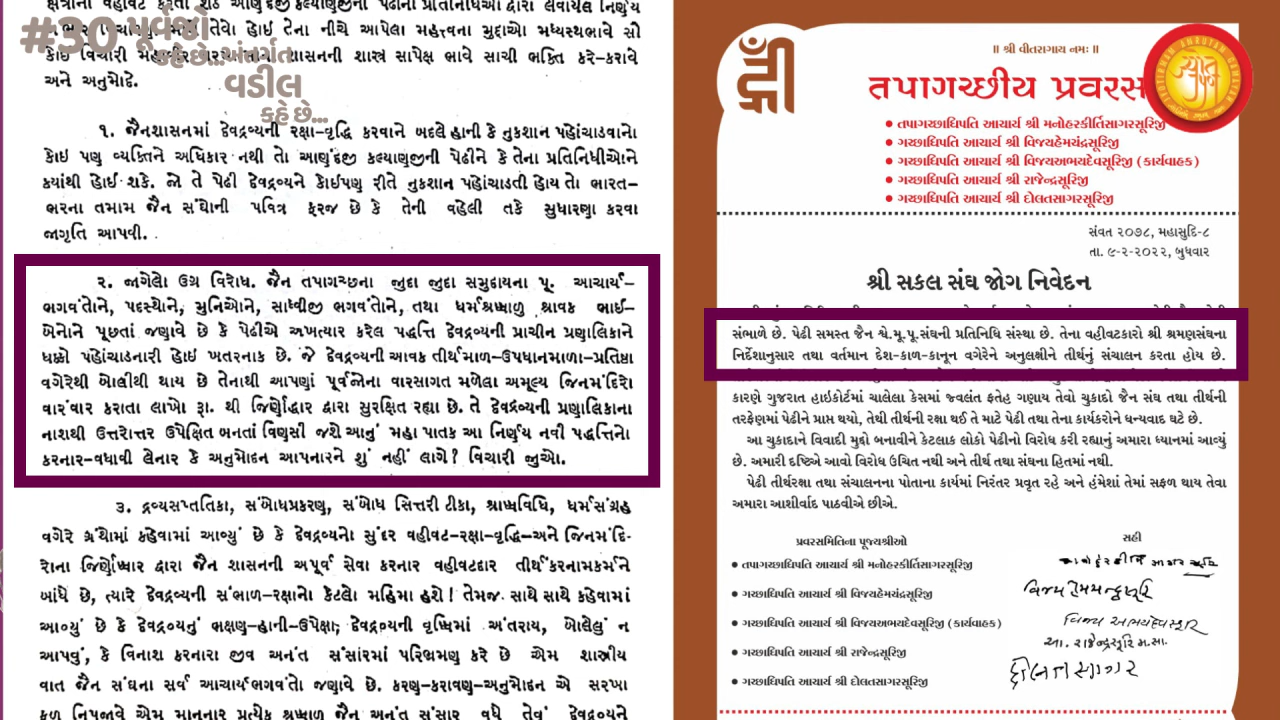 #30 પૂર્વજો
કહે છે... અંતર્ગત
વડીલ
કહે છે...
ક્ષેત્રોનો વહીવટ કરતી શેઠ આણંદજી કલ્યાણજીની પેઢીના પ્રતિનિધિઓ દ્વારા લેવાયેલ નિર્ણય
તેવો હોઇ તેના નીચે આપેલા મહત્વના મુદ્દાઓ મધ્યસ્થભાવે સૌ
કોઇ વિચારી શાસનની શાસ્ત્ર સાપેક્ષ ભાવે સાચી ભક્તિ કરે-કરાવે
અને અનુમોદે.
૧. જૈનશાસનમાં દેવદ્રવ્યની રક્ષા-વૃદ્ધિ કરવાને બદલે હાની કે નુકશાન પહોંચાડવાનો
કોઇ પણ વ્યક્તિને અધિકાર નથી તો આણંદજી કલ્યાણજીની પેઢીને કે તેના પ્રતિનિધીઓને
ક્યાંથી હોઈ શકે. જો તે પેઢી દેવદ્રવ્યને કોઇપણ રીતે નુકશાન પહોંચાડતી હોય તો ભારત-
ભરના તમામ જૈન સંઘોની પવિત્ર ફરજ છે કે તેની વહેલી તકે સુધારણા કરવા
જાગૃતિ આપવી.
૨. જાગેલો ઉગ્ર વિરોધ. જૈન તપાગચ્છના જુદા જુદા સમુદાયના પૂ. આચાર્ય-
ભગવંતોને, પદસ્થોને, મુનિઓને, સાધ્વીજી ભગવંતોને, તથા ધર્મશ્રધ્ધાળુ શ્રાવક ભાઇ-
બેનોને પૂછતાં જણાવે છે કે પેઢીએ અખત્યાર કરેલ પદ્ધત્તિ દેવદ્રવ્યની પ્રાચીન પ્રણાલિકાને
ધક્કો પહોંચાડનારી હોઇ ખતરનાક છે. જે દેવદ્રવ્યની આવક તીર્થમાળ-ઉપધાનમાળા-પ્રતિષ્ઠા
વગેરેથી બોલીથી થાય છે તેનાથી આપણાં પૂર્વજોના વારસાગત મળેલા અમૂલ્ય જિનમંદિરો
વારંવાર કરાતા લાખો રૂા. થી જિર્ણોદ્ધાર દ્વારા સુરક્ષિત રહ્યા છે. તે દેવદ્રવ્યની પ્રણાલિકાના
નાશથી ઉત્તરોત્તર ઉપેક્ષિત બનતાં વિણસી જશે આનું મહા પાતક આ નિર્ણય નવી પદ્ધત્તિનો
કરનાર-વધાવી લેનાર કે અનુમોદન આપનારને શું નહીં લાગે? વિચારી જુઓ.
૩. દ્રવ્યસપ્તતિકા, સંબોધપ્રકરણ, સંબોધ સિત્તરી ટીકા, શ્રાધ્ધવિધિ, ધર્મસંગ્રહ
વગેરે ગ્રંથોમાં કહેવામાં આવ્યું છે કે દેવદ્રવ્યનો સુંદર વહીવટ-રક્ષા-વૃદ્ધિ-અને જિનમંદિ-
રોના જિર્ણોધ્ધાર દ્વારા જૈન શાસનની અપૂર્વ સેવા કરનાર વહીવટદાર તીર્થંકરનામકર્મને
બાંધે છે, ત્યારે દેવદ્રવ્યની સંભાળ-રક્ષાનો કેટલો મહિમા હશે! તેમજ સાથે સાથે કહેવામાં
આવ્યું છે કે દેવદ્રવ્યનું ભક્ષણ-હાની-ઉપેક્ષા; દેવદ્રવ્યની વૃધ્ધિમાં અંતરાય, બોલેલું ન
આપવું, કે વિનાશ કરનારા જીવ અનંત સંસારમાં પરિભ્રમણ કરે છે એમ શાસ્ત્રીય
વાત જૈન સંઘના સર્વ આચાર્યભગવંતો જણાવે છે. કરણ-કરાવણ-અનુમોદન એ સરખા
ફળ નિપજાવે એમ માનનાર પ્રત્યેક શ્રધ્ધાળુ જૈન અનંત સંસાર વધે તેવું દેવદ્રવ્યને
॥ શ્રી વીતરાગાય નમઃ ॥
તપાગચ્છીય પ્રવરસ
• તપાગચ્છાધિપતિ આચાર્ય શ્રી મનોહરકીર્તિસાગરસૂરિજી
• ગચ્છાધિપતિ આચાર્ય શ્રી વિજયહેમચંદ્રસૂરિજી
• ગચ્છાધિપતિ આચાર્ય શ્રી વિજયઅભયદેવસૂરિજી (કાર્યવાહક)
• ગચ્છાધિપતિ આચાર્ય શ્રી રાજેન્દ્રસૂરિજી
• ગચ્છાધિપતિ આચાર્ય શ્રી દોલતસાગરસૂરિજી
સંવત ૨૦૭૮, મહાસુદિ-૮
તા. ૯-૨-૨૦૨૨, બુધવાર
શ્રી સકલ સંઘ જોગ નિવેદન
સંભાળે છે. પેઢી સમસ્ત જૈન શ્વે.મૂ.પૂ.સંઘની પ્રતિનિધિ સંસ્થા છે. તેના વહીવટકારો શ્રી શ્રમણસંઘના
નિર્દેશાનુસાર તથા વર્તમાન દેશ-કાળ-કાનૂન વગેરેને અનુલક્ષીને તીર્થનું સંચાલન કરતા હોય છે.
કારણે ગુજરાત હાઇકોર્ટમાં ચાલેલા કેસમાં જ્વલંત ફતેહ ગણાય તેવો ચુકાદો જૈન સંઘ તથા તીર્થની
તરફેણમાં પેઢીને પ્રાપ્ત થયો, તેથી તીર્થની રક્ષા થઈ તે માટે પેઢી તથા તેના કાર્યકરોને ધન્યવાદ ઘટે છે.
આ ચુકાદાને વિવાદી મુદ્દો બનાવીને કેટલાક લોકો પેઢીનો વિરોધ કરી રહ્યાનું અમારા ધ્યાનમાં આવ્યું
છે. અમારી દષ્ટિએ આવો વિરોધ ઉચિત નથી અને તીર્થ તથા સંઘના હિતમાં નથી.
પેઢી તીર્થરક્ષા તથા સંચાલનના પોતાના કાર્યમાં નિરંતર પ્રવૃત રહે અને હંમેશાં તેમાં સફળ થાય તેવા
અમારા આશીર્વાદ પાઠવીએ છીએ.
પ્રવરસમિતિના પૂજ્યશ્રીઓ સહી
• તપાગચ્છાધિપતિ આચાર્ય શ્રી મનોહરકીર્તિસાગરસૂરિજી
• ગચ્છાધિપતિ આચાર્ય શ્રી વિજયહેમચંદ્રસૂરિજી વિજય હેમચન્દ્રસૂરિ
• ગચ્છાધિપતિ આચાર્ય શ્રી વિજયઅભયદેવસૂરિજી (કાર્યવાહક) વિજય અભયદેવસૂરિ
• ગચ્છાધિપતિ આચાર્ય શ્રી રાજેન્દ્રસૂરિજી આ. રાજેન્દ્રસૂરિ મ.સા.
• ગચ્છાધિપતિ આચાર્ય શ્રી દોલતસાગરસૂરિજી દોલતસાગર